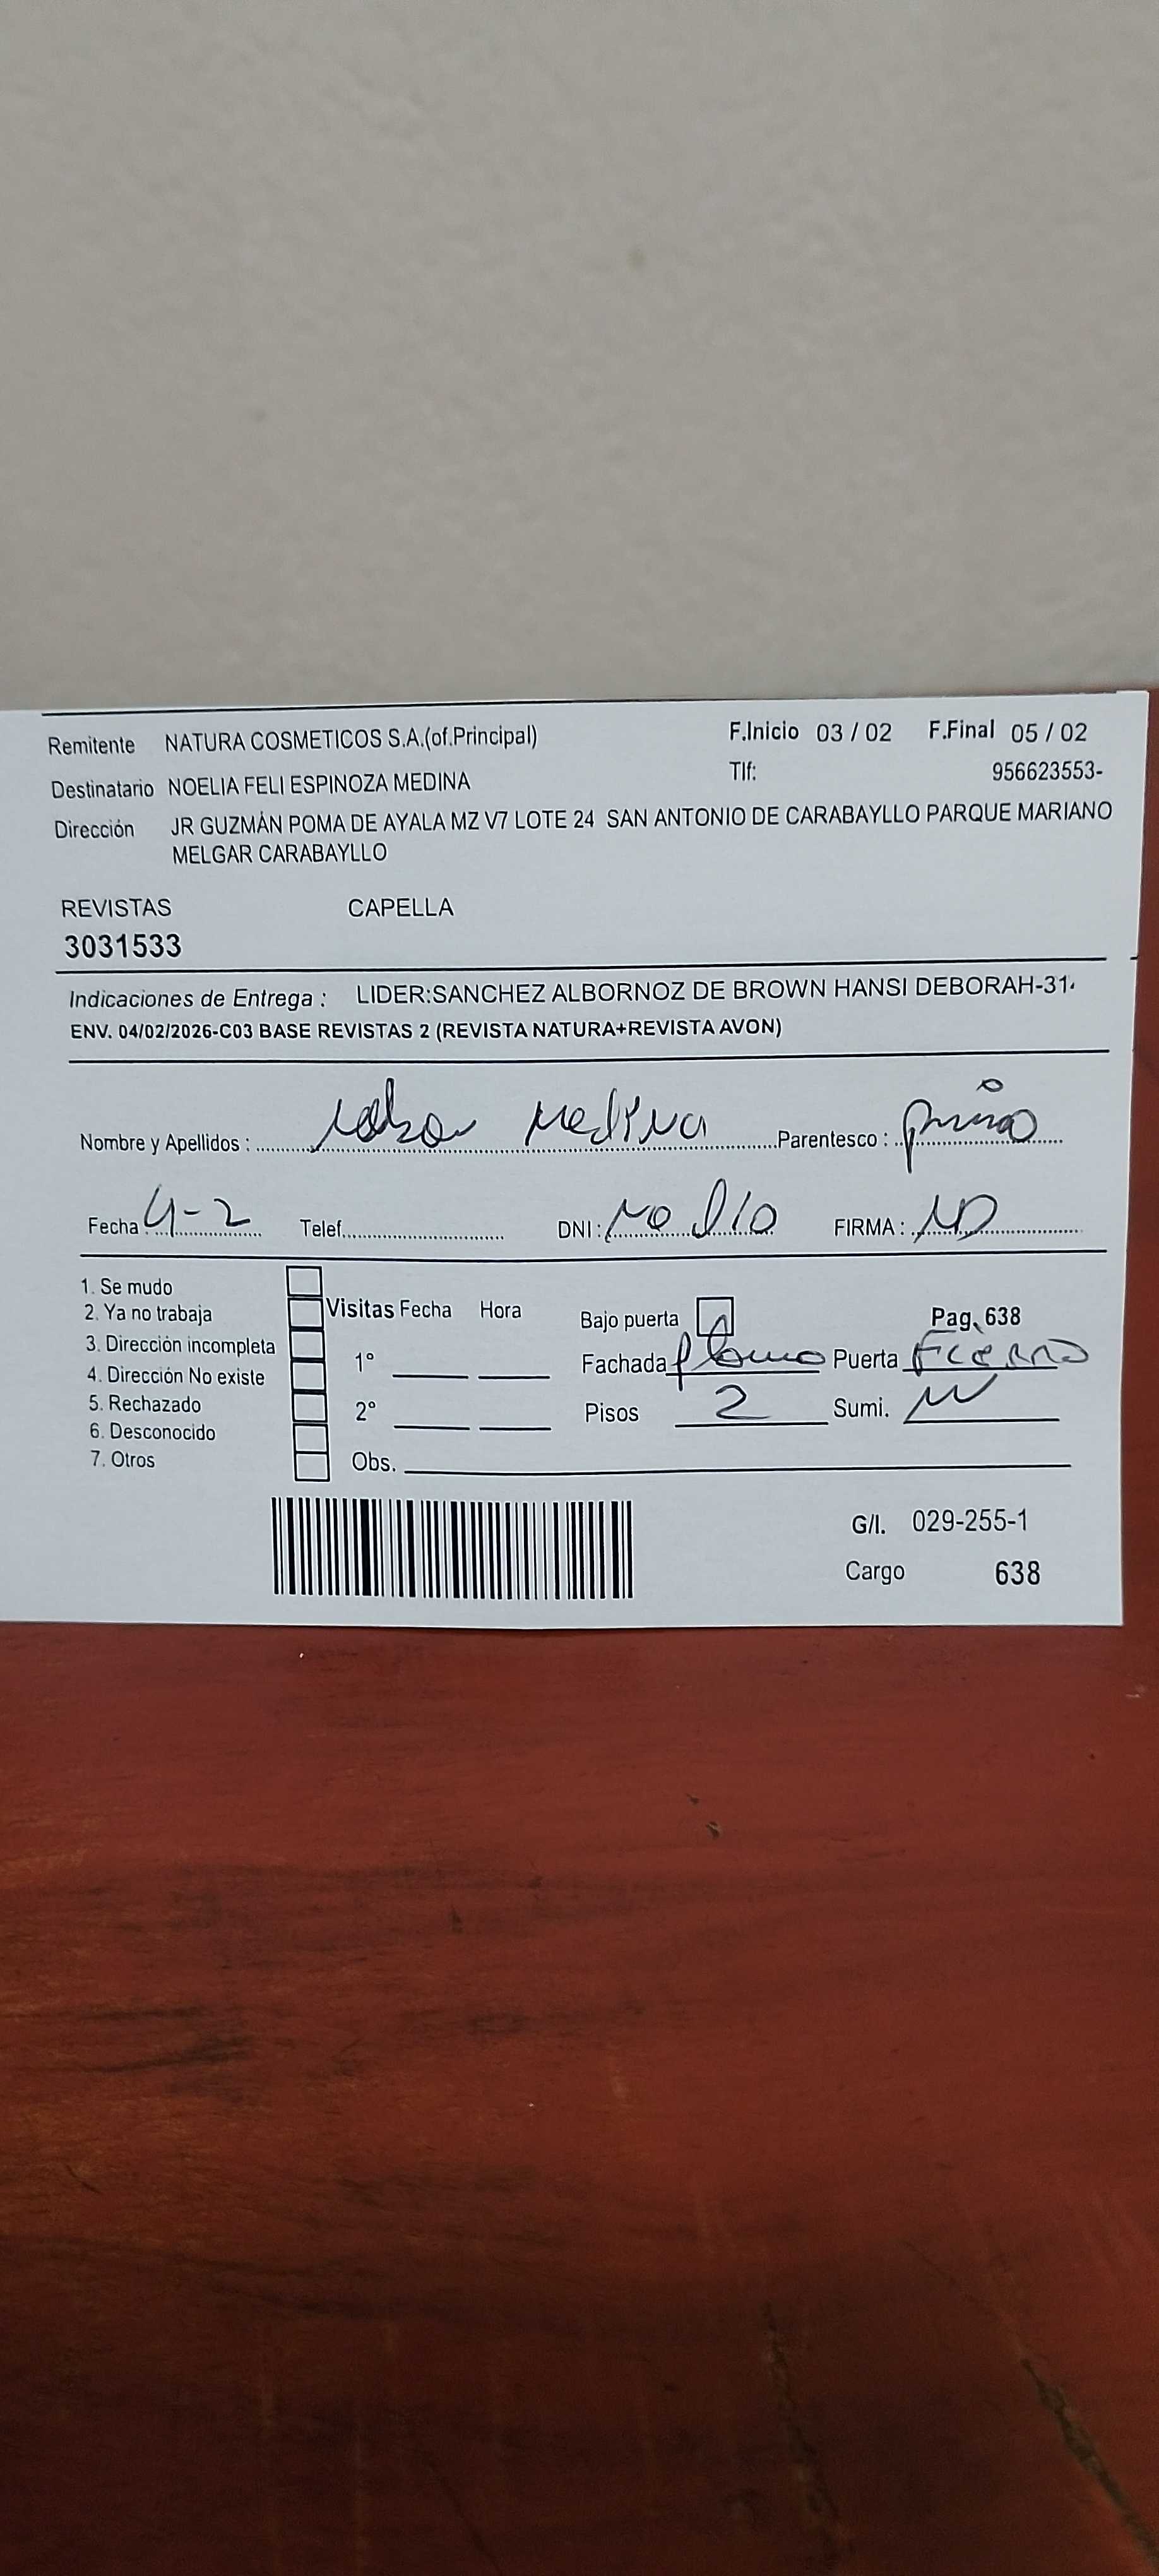 Remitente NATURA COSMETICOS S.A.(of.Principal) F.Inicio 03 / 02 F.Final 05 / 02
Destinatario NOELIA FELI ESPINOZA MEDINA Tlf: 956623553-
Dirección JR GUZMÁN POMA DE AYALA MZ V7 LOTE 24 SAN ANTONIO DE CARABAYLLO PARQUE MARIANO
MELGAR CARABAYLLO
REVISTAS CAPELLA
3031533
Indicaciones de Entrega : LIDER:SANCHEZ ALBORNOZ DE BROWN HANSI DEBORAH-31
ENV. 04/02/2026-C03 BASE REVISTAS 2 (REVISTA NATURA+REVISTA AVON)
Nombre y Apellidos : Medina Parentesco :
Fecha 4-2 Telef. DNI : No dio FIRMA :
1. Se mudo
2. Ya no trabaja Visitas Fecha Hora Bajo puerta Pag. 638
3. Dirección incompleta 1° Fachada plomo Puerta Fierro
4. Dirección No existe
5. Rechazado 2° Pisos 2 Sumi.
6. Desconocido
7. Otros Obs.
G/I. 029-255-1
Cargo 638